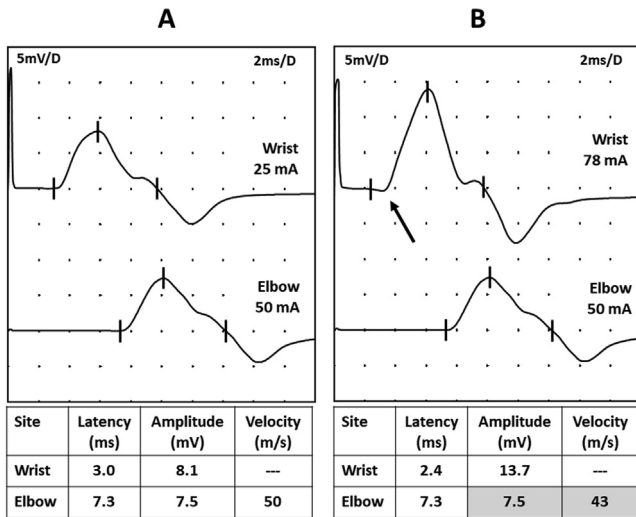 A
5mV/D 2ms/D
Wrist
25 mA
Elbow
50 mA
Site Latency (ms) Amplitude (mV) Velocity (m/s)
Wrist 3.0 8.1 ---
Elbow 7.3 7.5 50
B
5mV/D 2ms/D
Wrist
78 mA
Elbow
50 mA
Site Latency (ms) Amplitude (mV) Velocity (m/s)
Wrist 2.4 13.7 ---
Elbow 7.3 7.5 43